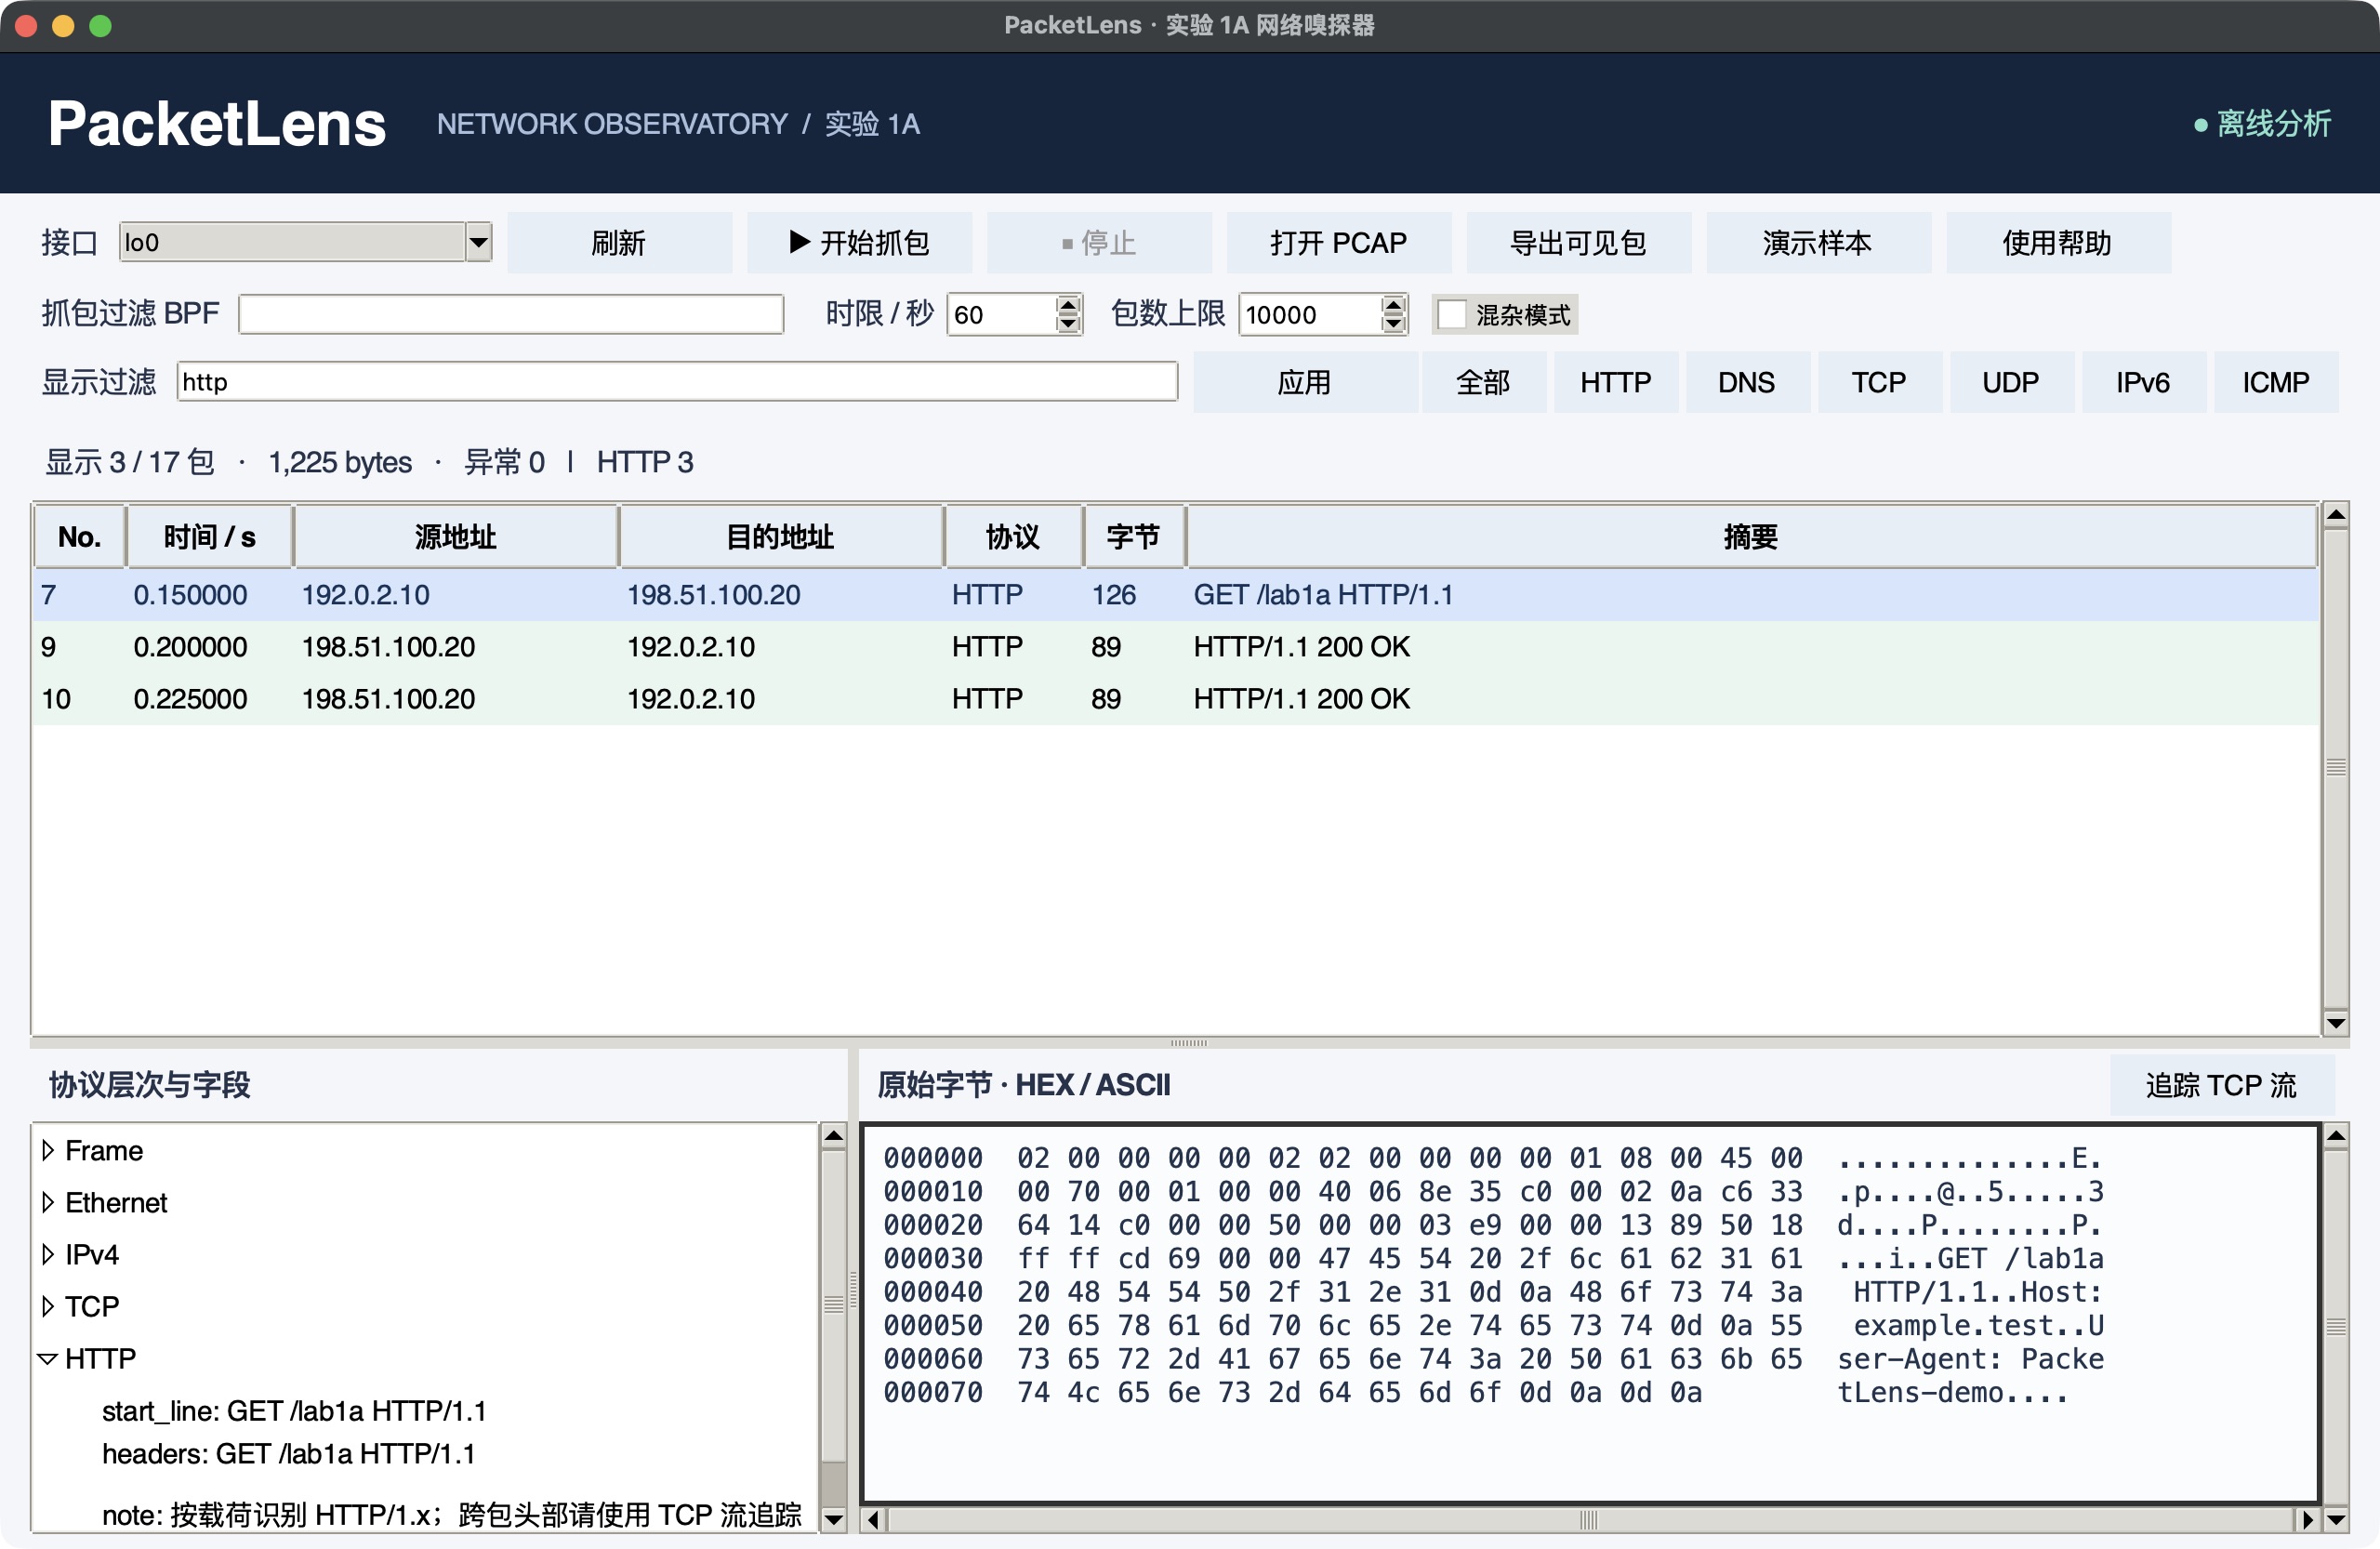 PacketLens · 实验 1A 网络嗅探器
PacketLens NETWORK OBSERVATORY / 实验 1A ● 离线分析
接口 lo0 刷新 ▶ 开始抓包 ■ 停止 打开 PCAP 导出可见包 演示样本 使用帮助
抓包过滤 BPF 时限 / 秒 60 包数上限 10000 混杂模式
显示过滤 http 应用 全部 HTTP DNS TCP UDP IPv6 ICMP
显示 3 / 17 包 · 1,225 bytes · 异常 0 | HTTP 3
No. 时间 / s 源地址 目的地址 协议 字节 摘要
7 0.150000 192.0.2.10 198.51.100.20 HTTP 126 GET /lab1a HTTP/1.1
9 0.200000 198.51.100.20 192.0.2.10 HTTP 89 HTTP/1.1 200 OK
10 0.225000 198.51.100.20 192.0.2.10 HTTP 89 HTTP/1.1 200 OK
协议层次与字段
Frame
Ethernet
IPv4
TCP
HTTP
start_line: GET /lab1a HTTP/1.1
headers: GET /lab1a HTTP/1.1
note: 按载荷识别 HTTP/1.x；跨包头部请使用 TCP 流追踪
原始字节 · HEX / ASCII 追踪 TCP 流
000000 02 00 00 00 00 02 02 00 00 00 00 01 08 00 45 00 ..............E.
000010 00 70 00 01 00 00 40 06 8e 35 c0 00 02 0a c6 33 .p....@..5.....3
000020 64 14 c0 00 00 50 00 00 03 e9 00 00 13 89 50 18 d....P........P.
000030 ff ff cd 69 00 00 47 45 54 20 2f 6c 61 62 31 61 ...i..GET /lab1a
000040 20 48 54 54 50 2f 31 2e 31 0d 0a 48 6f 73 74 3a HTTP/1.1..Host:
000050 20 65 78 61 6d 70 6c 65 2e 74 65 73 74 0d 0a 55 example.test..U
000060 73 65 72 2d 41 67 65 6e 74 3a 20 50 61 63 6b 65 ser-Agent: Packe
000070 74 4c 65 6e 73 2d 64 65 6d 6f 0d 0a 0d 0a tLens-demo....